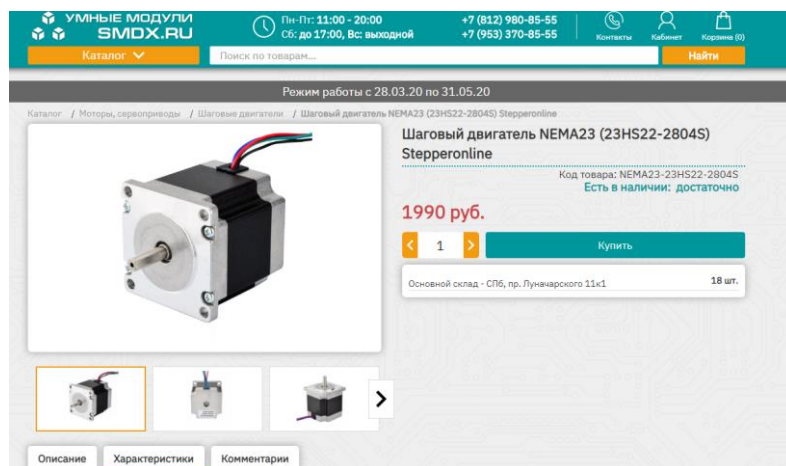 УМНЫЕ МОДУЛИ
SMDX.RU
Пн-Пт: 11:00 - 20:00
Сб: до 17:00, Вс: выходной
+7 (812) 980-85-55
+7 (953) 370-85-55
Контакты
Кабинет
Корзина (0)
Каталог
Поиск по товарам...
Найти
Режим работы с 28.03.20 по 31.05.20
Каталог / Моторы, сервоприводы / Шаговые двигатели / Шаговый двигатель NEMA23 (23HS22-2804S) Stepperonline
Шаговый двигатель NEMA23 (23HS22-2804S)
Stepperonline
Код товара: NEMA23-23HS22-2804S
Есть в наличии: достаточно
1990 руб.
< 1 >
Купить
Основной склад - СПб, пр. Луначарского 11к1
18 шт.
Описание
Характеристики
Комментарии